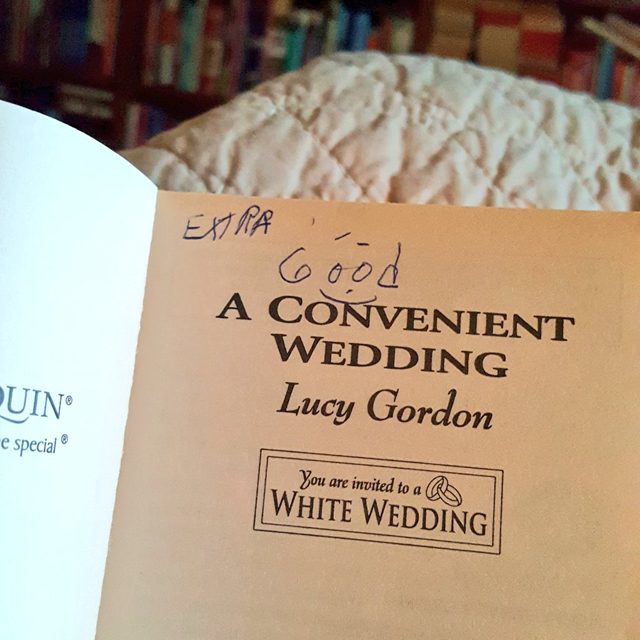 EXTRA
Good
A CONVENIENT
WEDDING
Lucy Gordon
You are invited to a
WHITE WEDDING
QUIN®
e special®